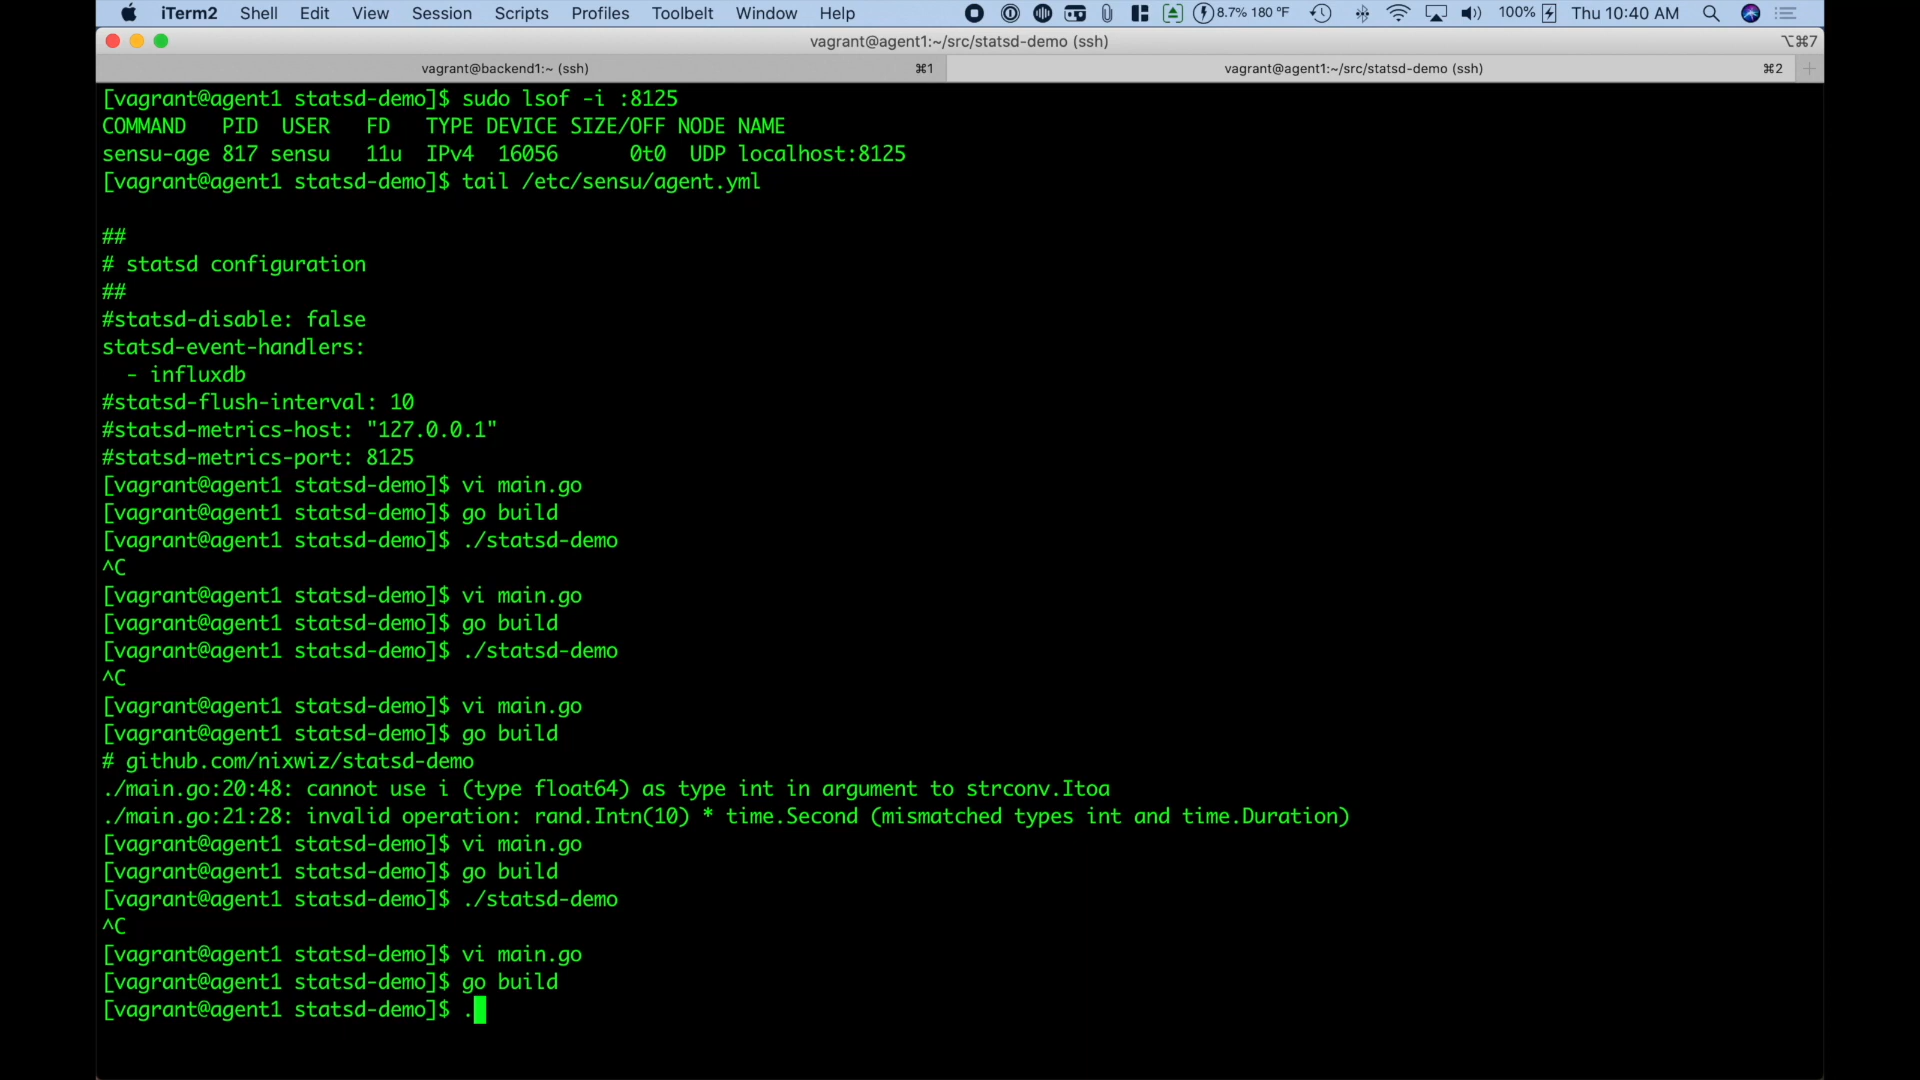 iTerm2 Shell Edit View Session Scripts Profiles Toolbelt Window Help 8.7% 180 °F 100% Thu 10:40 AM
vagrant@agent1:~/src/statsd-demo (ssh) ⌥⌘7
vagrant@backend1:~ (ssh) ⌘1 vagrant@agent1:~/src/statsd-demo (ssh) ⌘2 +
[vagrant@agent1 statsd-demo]$ sudo lsof -i :8125
COMMAND   PID  USER   FD   TYPE DEVICE SIZE/OFF NODE NAME
sensu-age 817 sensu   11u  IPv4  16056      0t0  UDP localhost:8125
[vagrant@agent1 statsd-demo]$ tail /etc/sensu/agent.yml
##
# statsd configuration
##
#statsd-disable: false
statsd-event-handlers:
  - influxdb
#statsd-flush-interval: 10
#statsd-metrics-host: "127.0.0.1"
#statsd-metrics-port: 8125
[vagrant@agent1 statsd-demo]$ vi main.go
[vagrant@agent1 statsd-demo]$ go build
[vagrant@agent1 statsd-demo]$ ./statsd-demo
^C
[vagrant@agent1 statsd-demo]$ vi main.go
[vagrant@agent1 statsd-demo]$ go build
[vagrant@agent1 statsd-demo]$ ./statsd-demo
^C
[vagrant@agent1 statsd-demo]$ vi main.go
[vagrant@agent1 statsd-demo]$ go build
# github.com/nixwiz/statsd-demo
./main.go:20:48: cannot use i (type float64) as type int in argument to strconv.Itoa
./main.go:21:28: invalid operation: rand.Intn(10) * time.Second (mismatched types int and time.Duration)
[vagrant@agent1 statsd-demo]$ vi main.go
[vagrant@agent1 statsd-demo]$ go build
[vagrant@agent1 statsd-demo]$ ./statsd-demo
^C
[vagrant@agent1 statsd-demo]$ vi main.go
[vagrant@agent1 statsd-demo]$ go build
[vagrant@agent1 statsd-demo]$ .